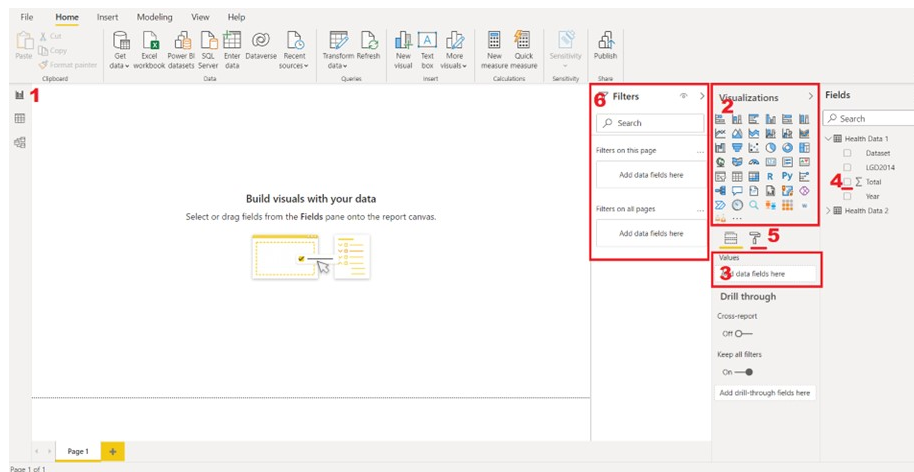 File Home Insert Modeling View Help
Paste
Cut
Copy
Format painter
Clipboard
Get data
Excel workbook
Power BI datasets
SQL Server
Enter data
Dataverse
Recent sources
Data
Transform data
Refresh
Queries
New visual
Text box
More visuals
Insert
New measure
Quick measure
Calculations
Sensitivity
Sensitivity
Publish
Share
1
Build visuals with your data
Select or drag fields from the Fields pane onto the report canvas.
6
Filters
Search
Filters on this page
...
Add data fields here
Filters on all pages
...
Add data fields here
2
Visualizations
R
Py
...
5
Values
3
Add data fields here
Drill through
Cross-report
Off
Keep all filters
On
Add drill-through fields here
Fields
Search
Health Data 1
Dataset
LGD2014
4
Σ Total
Year
Health Data 2
Page 1
+
Page 1 of 1